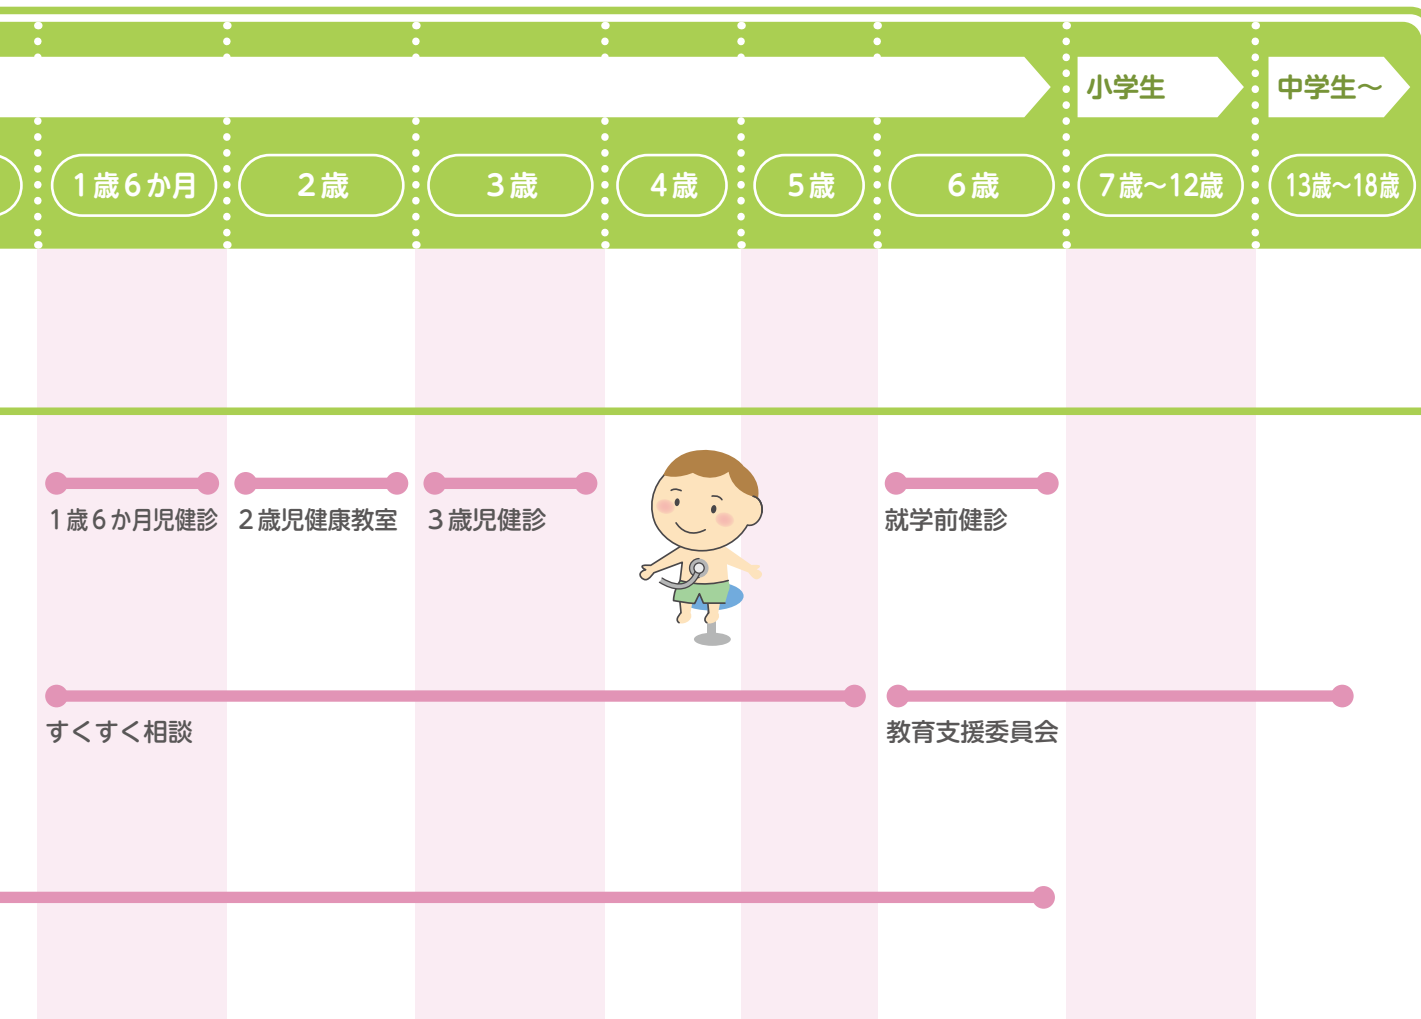 小学生
中学生～
1歳6か月
2歳
3歳
4歳
5歳
6歳
7歳～12歳
13歳～18歳
1歳6か月児健診
2歳児健康教室
3歳児健診
就学前健診
すくすく相談
教育支援委員会